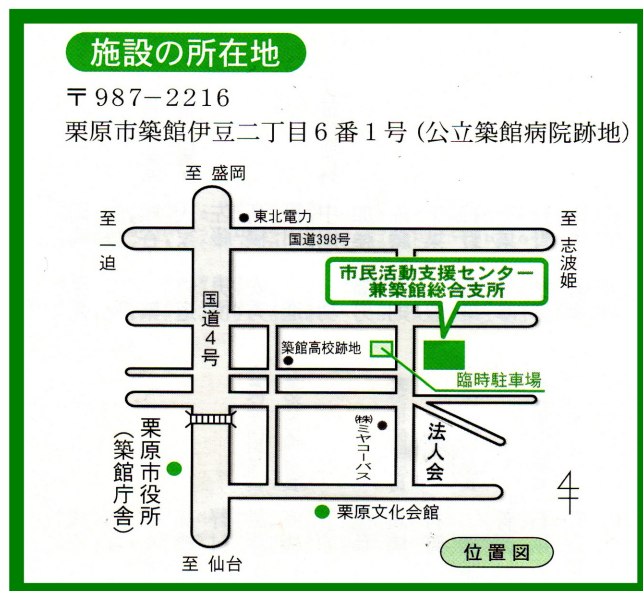 施設の所在地
〒987−2216
栗原市築館伊豆二丁目6番1号（公立築館病院跡地）
至 盛岡
東北電力
至 一迫
国道398号
至 志波姫
市民活動支援センター
兼築館総合支所
国道4号
築館高校跡地
臨時駐車場
㈱ミヤコーバス
法人会
栗原市役所
（築館庁舎）
栗原文化会館
至 仙台
位置図